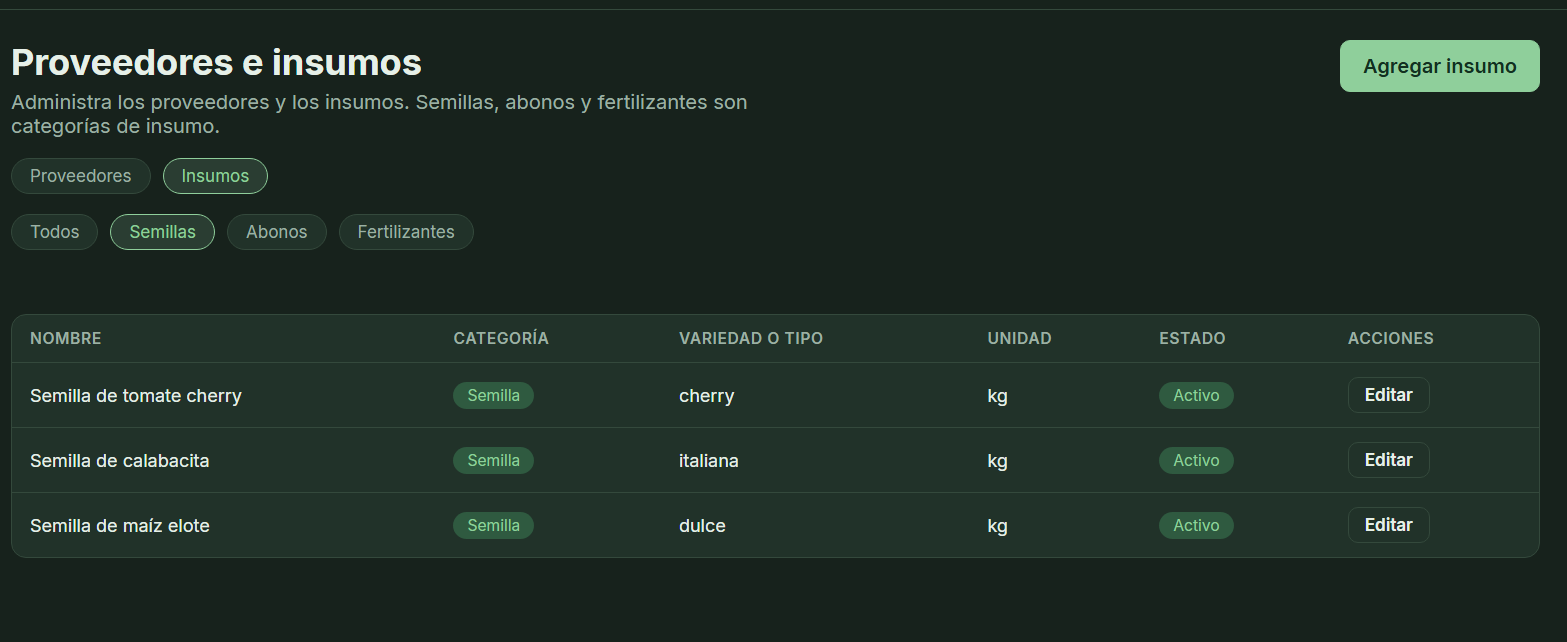 Proveedores e insumos
Agregar insumo
Administra los proveedores y los insumos. Semillas, abonos y fertilizantes son
categorías de insumo.
Proveedores Insumos
Todos Semillas Abonos Fertilizantes
NOMBRE CATEGORÍA VARIEDAD O TIPO UNIDAD ESTADO ACCIONES
Semilla de tomate cherry Semilla cherry kg Activo Editar
Semilla de calabacita Semilla italiana kg Activo Editar
Semilla de maíz elote Semilla dulce kg Activo Editar